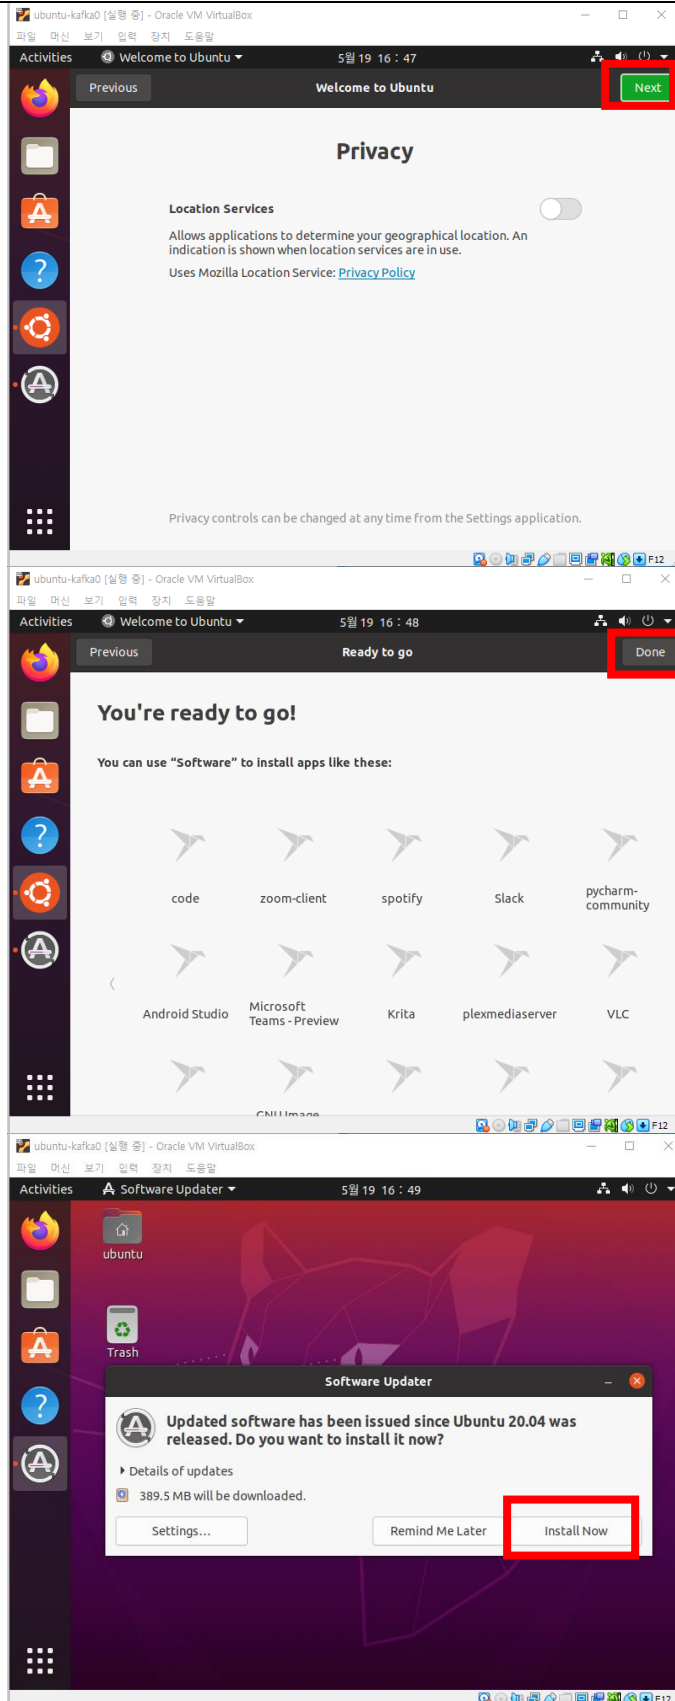 ubuntu-kafka0 [실행 중] - Oracle VM VirtualBox
파일 머신 보기 입력 장치 도움말
Activities Welcome to Ubuntu 5월 19 16 : 47
Previous Welcome to Ubuntu Next
Privacy
Location Services
Allows applications to determine your geographical location. An
indication is shown when location services are in use.
Uses Mozilla Location Service: Privacy Policy
Privacy controls can be changed at any time from the Settings application.
F12
ubuntu-kafka0 [실행 중] - Oracle VM VirtualBox
파일 머신 보기 입력 장치 도움말
Activities Welcome to Ubuntu 5월 19 16 : 48
Previous Ready to go Done
You're ready to go!
You can use “Software” to install apps like these:
code zoom-client spotify Slack pycharm-
community
Android Studio Microsoft
Teams - Preview Krita plexmediaserver VLC
GNU Image
F12
ubuntu-kafka0 [실행 중] - Oracle VM VirtualBox
파일 머신 보기 입력 장치 도움말
Activities Software Updater 5월 19 16 : 49
ubuntu
Trash
Software Updater
Updated software has been issued since Ubuntu 20.04 was
released. Do you want to install it now?
Details of updates
389.5 MB will be downloaded.
Settings... Remind Me Later Install Now
F12